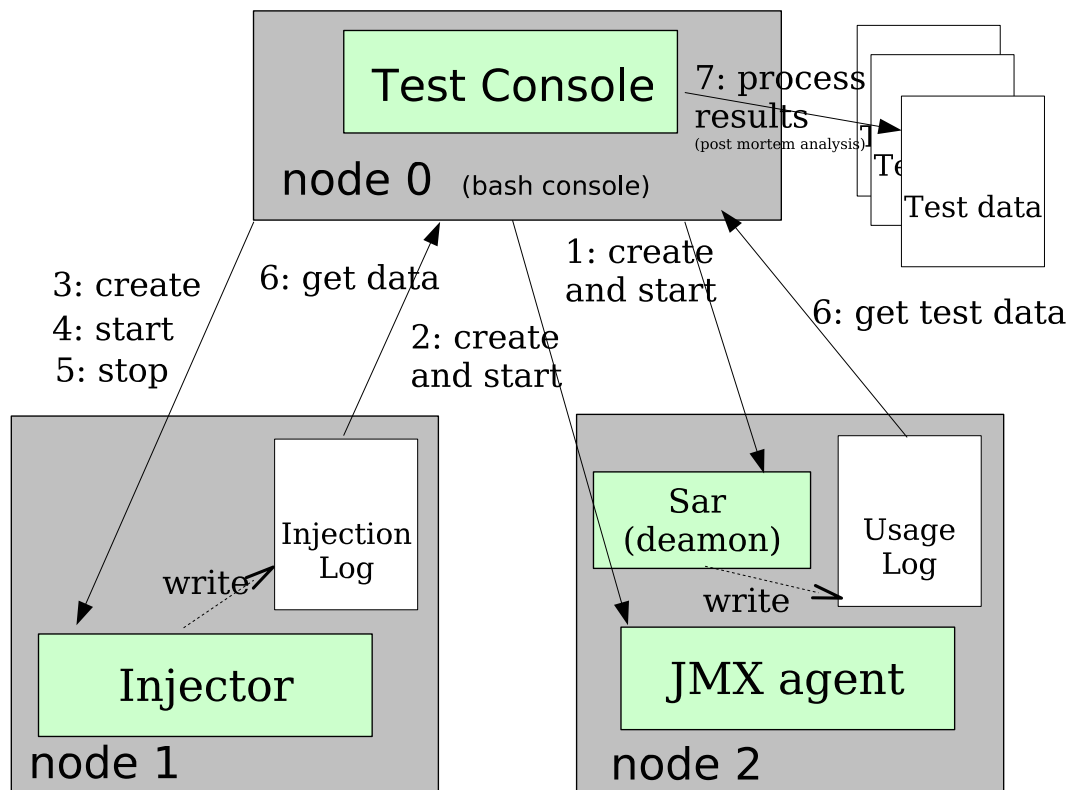 Test Console
7: process
results
(post mortem analysis)
node 0 (bash console)
Te
Test data
3: create
4: start
5: stop
6: get data
1: create
and start
2: create
and start
6: get test data
Injection
Log
write
Injector
node 1
Sar
(deamon)
Usage
Log
write
JMX agent
node 2